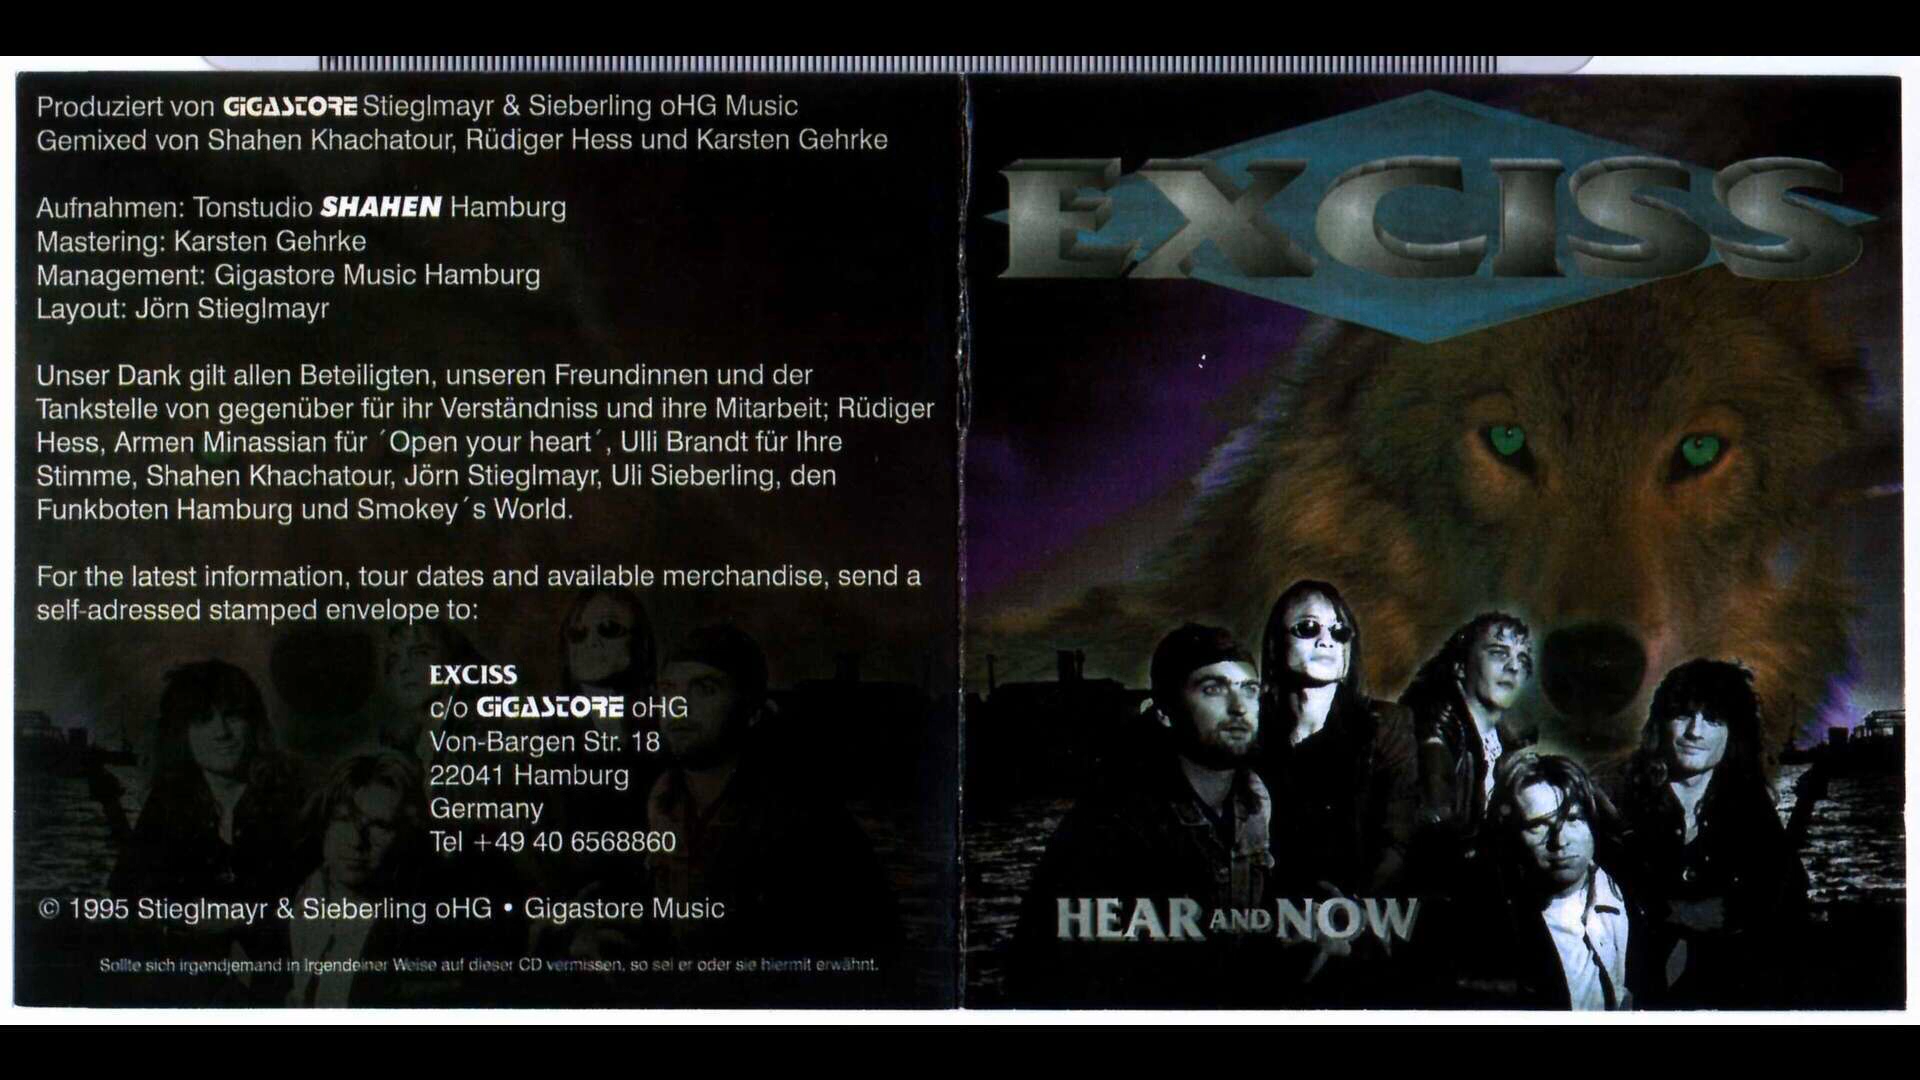 Produziert von GIGASTORE Stieglmayr & Sieberling oHG Music
Gemixed von Shahen Khachatour, Rüdiger Hess und Karsten Gehrke
Aufnahmen: Tonstudio SHAHEN Hamburg
Mastering: Karsten Gehrke
Management: Gigastore Music Hamburg
Layout: Jörn Stieglmayr
Unser Dank gilt allen Beteiligten, unseren Freundinnen und der
Tankstelle von gegenüber für ihr Verständniss und ihre Mitarbeit; Rüdiger
Hess, Armen Minassian für ´Open your heart´, Ulli Brandt für Ihre
Stimme, Shahen Khachatour, Jörn Stieglmayr, Uli Sieberling, den
Funkboten Hamburg und Smokey´s World.
For the latest information, tour dates and available merchandise, send a
self-adressed stamped envelope to:
EXCISS
c/o GIGASTORE oHG
Von-Bargen Str. 18
22041 Hamburg
Germany
Tel +49 40 6568860
© 1995 Stieglmayr & Sieberling oHG • Gigastore Music
Sollte sich irgendjemand in irgendeiner Weise auf dieser CD vermissen, so sei er oder sie hiermit erwähnt.
EXCISS
HEAR AND NOW